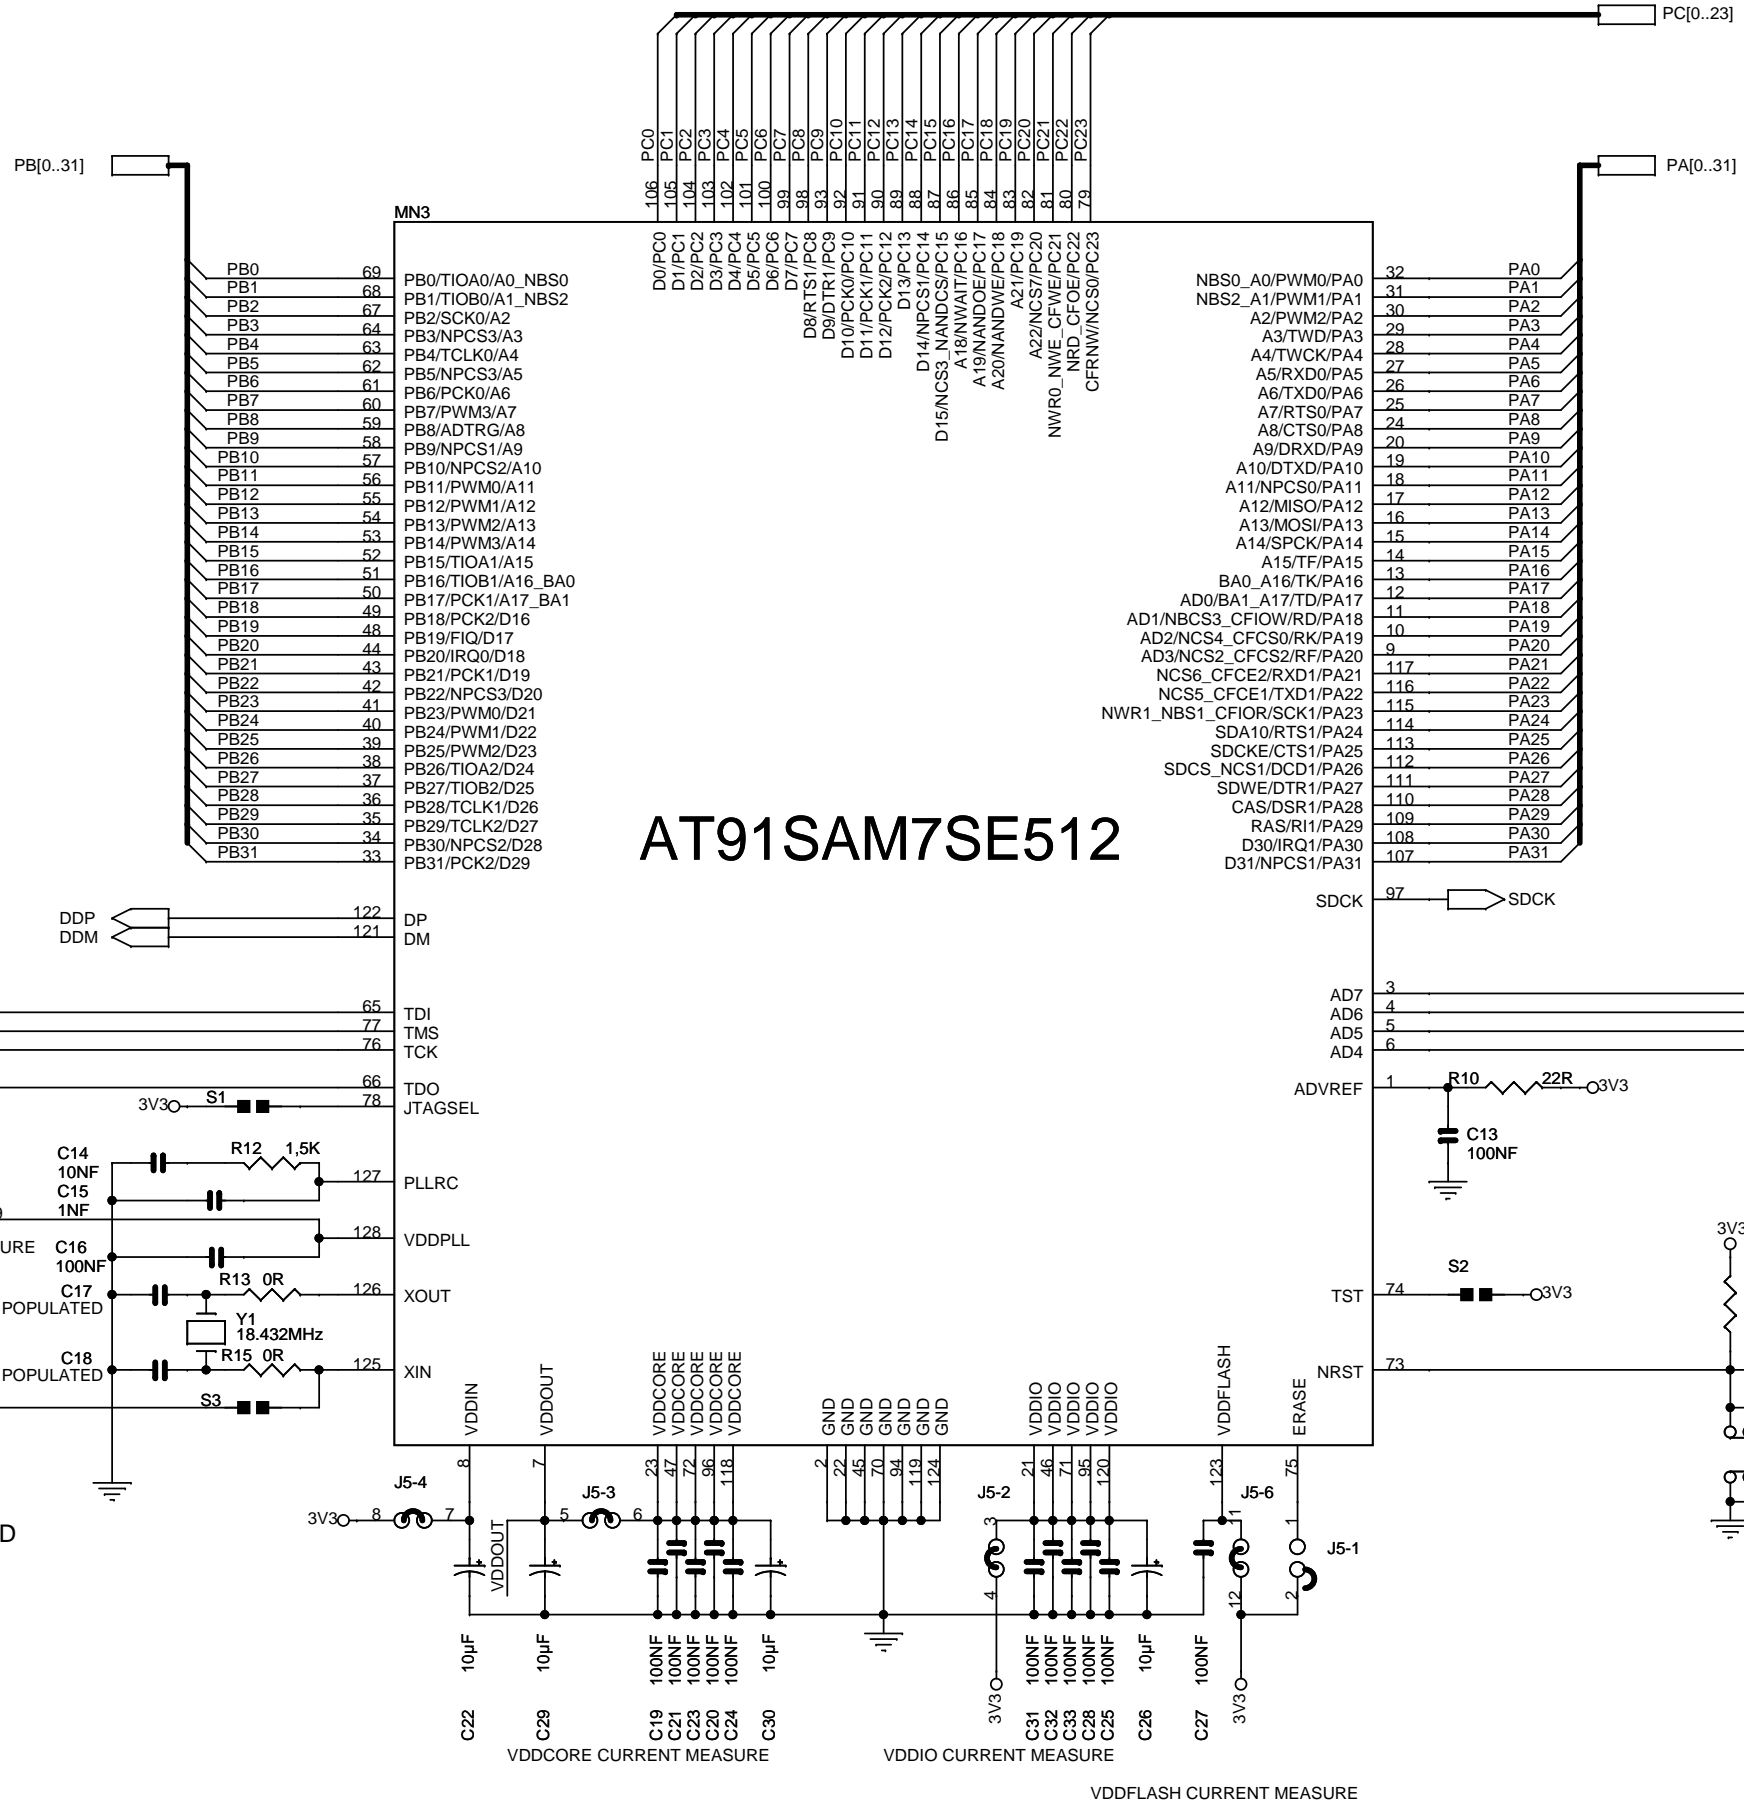 PC[0..23]
PB[0..31]
PA[0..31]
PC0 PC1 PC2 PC3 PC4 PC5 PC6 PC7 PC8 PC9 PC10 PC11 PC12 PC13 PC14 PC15 PC16 PC17 PC18 PC19 PC20 PC21 PC22 PC23
106 105 104 103 102 101 100 99 98 93 92 91 90 89 88 87 86 85 84 83 82 81 80 79
MN3
D0/PC0
D1/PC1
D2/PC2
D3/PC3
D4/PC4
D5/PC5
D6/PC6
D7/PC7
D8/RTS1/PC8
D9/DTR1/PC9
D10/PCK0/PC10
D11/PCK1/PC11
D12/PCK2/PC12
D13/PC13
D14/NPCS1/PC14
D15/NCS3_NANDCS/PC15
A18/NWAIT/PC16
A19/NANDOE/PC17
A20/NANDWE/PC18
A21/PC19
A22/NCS7/PC20
NWR0_NWE_CFWE/PC21
NRD_CFOE/PC22
CFRNW/NCS0/PC23
PB0 69 PB0/TIOA0/A0_NBS0
PB1 68 PB1/TIOB0/A1_NBS2
PB2 67 PB2/SCK0/A2
PB3 64 PB3/NPCS3/A3
PB4 63 PB4/TCLK0/A4
PB5 62 PB5/NPCS3/A5
PB6 61 PB6/PCK0/A6
PB7 60 PB7/PWM3/A7
PB8 59 PB8/ADTRG/A8
PB9 58 PB9/NPCS1/A9
PB10 57 PB10/NPCS2/A10
PB11 56 PB11/PWM0/A11
PB12 55 PB12/PWM1/A12
PB13 54 PB13/PWM2/A13
PB14 53 PB14/PWM3/A14
PB15 52 PB15/TIOA1/A15
PB16 51 PB16/TIOB1/A16_BA0
PB17 50 PB17/PCK1/A17_BA1
PB18 49 PB18/PCK2/D16
PB19 48 PB19/FIQ/D17
PB20 44 PB20/IRQ0/D18
PB21 43 PB21/PCK1/D19
PB22 42 PB22/NPCS3/D20
PB23 41 PB23/PWM0/D21
PB24 40 PB24/PWM1/D22
PB25 39 PB25/PWM2/D23
PB26 38 PB26/TIOA2/D24
PB27 37 PB27/TIOB2/D25
PB28 36 PB28/TCLK1/D26
PB29 35 PB29/TCLK2/D27
PB30 34 PB30/NPCS2/D28
PB31 33 PB31/PCK2/D29
NBS0_A0/PWM0/PA0 32 PA0
NBS2_A1/PWM1/PA1 31 PA1
A2/PWM2/PA2 30 PA2
A3/TWD/PA3 29 PA3
A4/TWCK/PA4 28 PA4
A5/RXD0/PA5 27 PA5
A6/TXD0/PA6 26 PA6
A7/RTS0/PA7 25 PA7
A8/CTS0/PA8 24 PA8
A9/DRXD/PA9 20 PA9
A10/DTXD/PA10 19 PA10
A11/NPCS0/PA11 18 PA11
A12/MISO/PA12 17 PA12
A13/MOSI/PA13 16 PA13
A14/SPCK/PA14 15 PA14
A15/TF/PA15 14 PA15
BA0_A16/TK/PA16 13 PA16
AD0/BA1_A17/TD/PA17 12 PA17
AD1/NBCS3_CFIOW/RD/PA18 11 PA18
AD2/NCS4_CFCS0/RK/PA19 10 PA19
AD3/NCS2_CFCS2/RF/PA20 9 PA20
NCS6_CFCE2/RXD1/PA21 117 PA21
NCS5_CFCE1/TXD1/PA22 116 PA22
NWR1_NBS1_CFIOR/SCK1/PA23 115 PA23
SDA10/RTS1/PA24 114 PA24
SDCKE/CTS1/PA25 113 PA25
SDCS_NCS1/DCD1/PA26 112 PA26
SDWE/DTR1/PA27 111 PA27
CAS/DSR1/PA28 110 PA28
RAS/RI1/PA29 109 PA29
D30/IRQ1/PA30 108 PA30
D31/NPCS1/PA31 107 PA31
AT91SAM7SE512
SDCK 97 SDCK
DDP 122 DP
DDM 121 DM
65 TDI
77 TMS
76 TCK
66 TDO
3V3 S1 78 JTAGSEL
AD7 3
AD6 4
AD5 5
AD4 6
ADVREF 1 R10 22R 3V3
C13
100NF
C14
10NF
R12 1,5K
127 PLLRC
C15
1NF
URE
128 VDDPLL
C16
100NF
C17
POPULATED
R13 0R
126 XOUT
Y1
18.432MHz
C18
POPULATED
R15 0R
125 XIN
S3
3V3
S2
TST 74 3V3
NRST 73
VDDIN VDDOUT VDDCORE VDDCORE VDDCORE VDDCORE VDDCORE GND GND GND GND GND GND GND VDDIO VDDIO VDDIO VDDIO VDDIO VDDFLASH ERASE
8 7 23 47 72 96 118 2 22 45 70 94 119 124 21 46 71 95 120 123 75
J5-4 J5-3 J5-2 J5-6
3V3 8 7 5 6 3 11 1
D
VDDOUT
J5-1
4 12 2
10µF 10µF 100NF 100NF 100NF 100NF 100NF 10µF 100NF 100NF 100NF 100NF 100NF 10µF 100NF
3V3 3V3
C22 C29 C19 C21 C23 C20 C24 C30 C31 C32 C33 C28 C25 C26 C27
VDDCORE CURRENT MEASURE
VDDIO CURRENT MEASURE
VDDFLASH CURRENT MEASURE